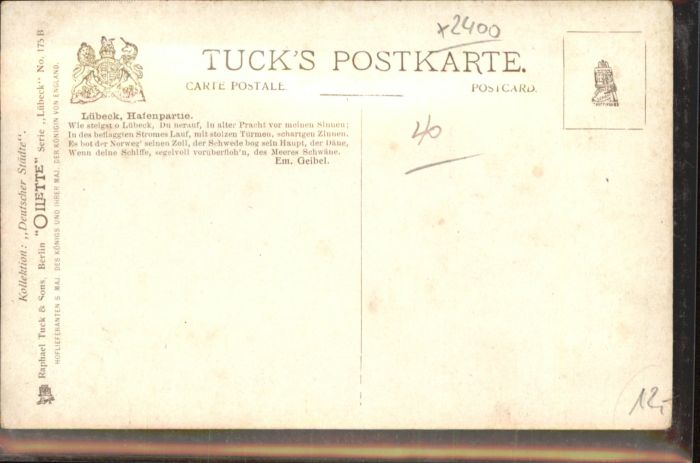 x2400
TUCK'S POSTKARTE.
CARTE POSTALE.
POSTCARD.
Lübeck, Hafenpartie.
Wie steigst o Lübeck, Du herauf, in alter Pracht vor meinen Sinnen;
In des beflaggten Stromes Lauf, mit stolzen Türmen, schartigen Zinnen.
Es bot der Norweg' seinen Zoll, der Schwede bog sein Haupt, der Däne,
Wenn deine Schiffe, segelvoll vorüberfloh'n, des Meeres Schwäne.
Em. Geibel.
40
12,-
Kollektion: „Deutscher Städte".
Raphael Tuck & Sons, Berlin "OILETTE" Serie „Lübeck" No. 175 B
HOFLIEFERANTEN S. MAJ. DES KÖNIGS UND IHRER MAJ. DER KÖNIGIN VON ENGLAND.